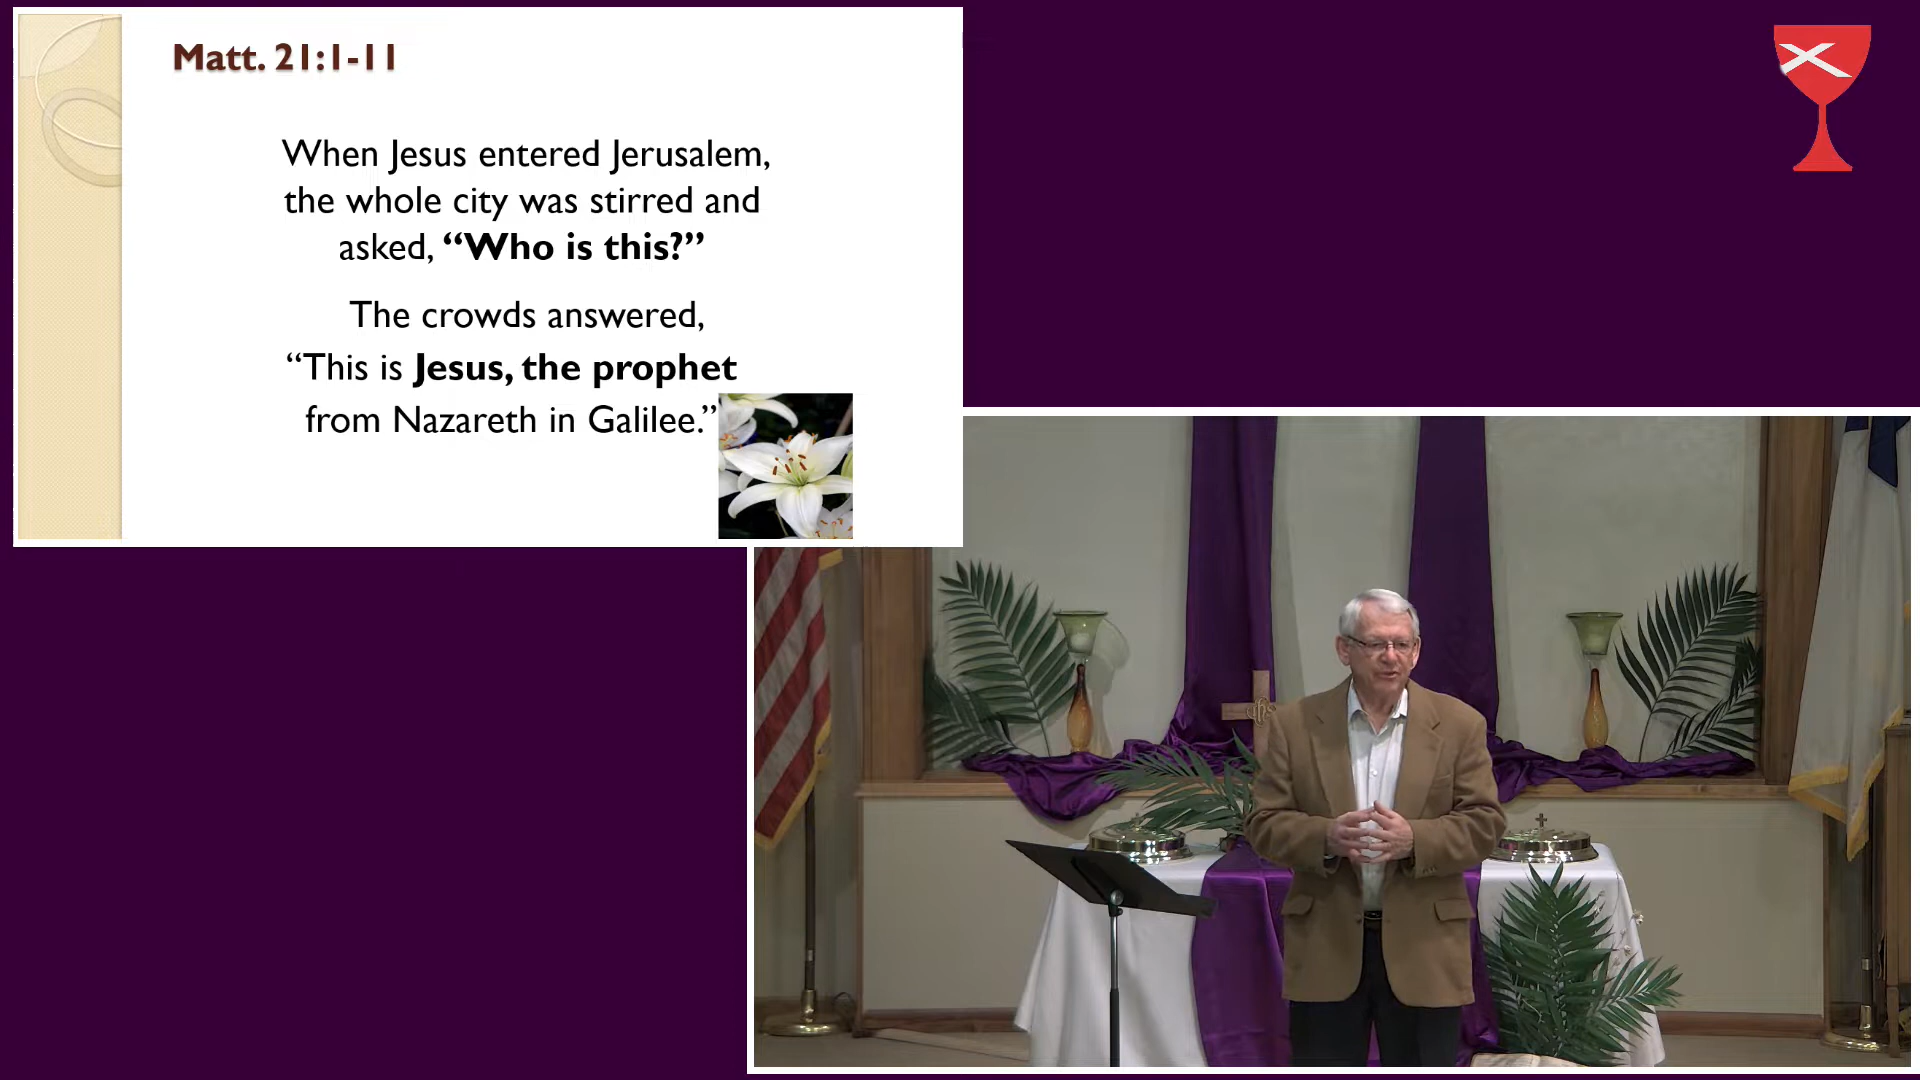 Matt. 21:1-11
When Jesus entered Jerusalem,
the whole city was stirred and
asked, “Who is this?”
The crowds answered,
“This is Jesus, the prophet
from Nazareth in Galilee.”